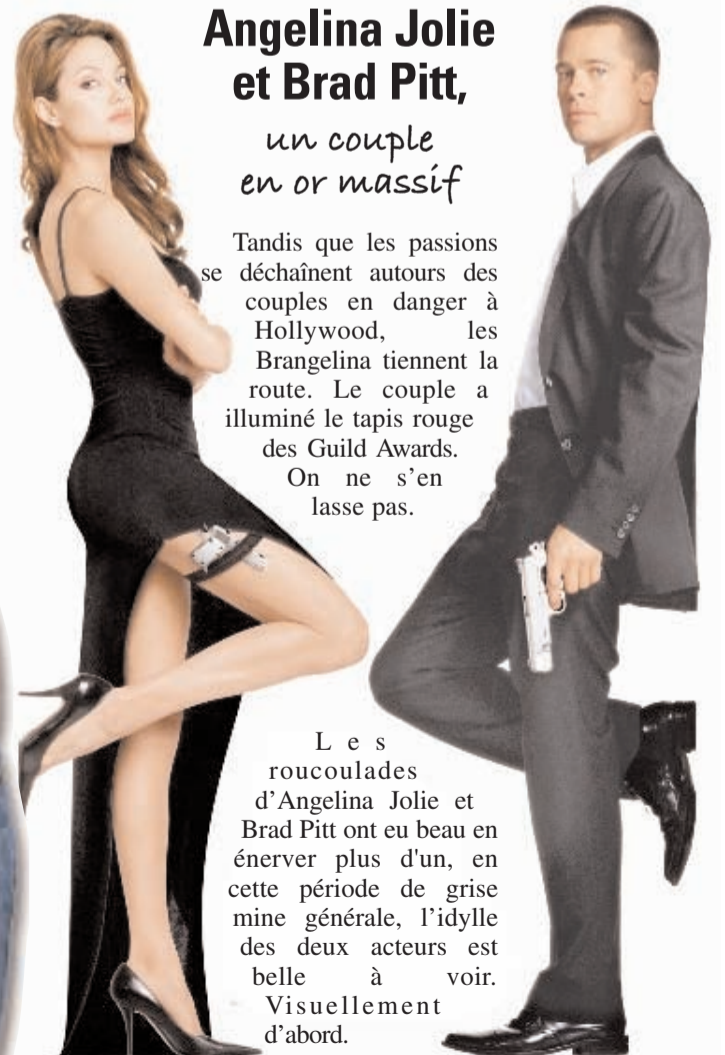 Angelina Jolie
et Brad Pitt,
un couple
en or massif
Tandis que les passions
se déchaînent autours des
couples en danger à
Hollywood, les
Brangelina tiennent la
route. Le couple a
illuminé le tapis rouge
des Guild Awards.
On ne s’en
lasse pas.
Les
roucoulades
d’Angelina Jolie et
Brad Pitt ont eu beau en
énerver plus d'un, en
cette période de grise
mine générale, l’idylle
des deux acteurs est
belle à voir.
Visuellement
d’abord.